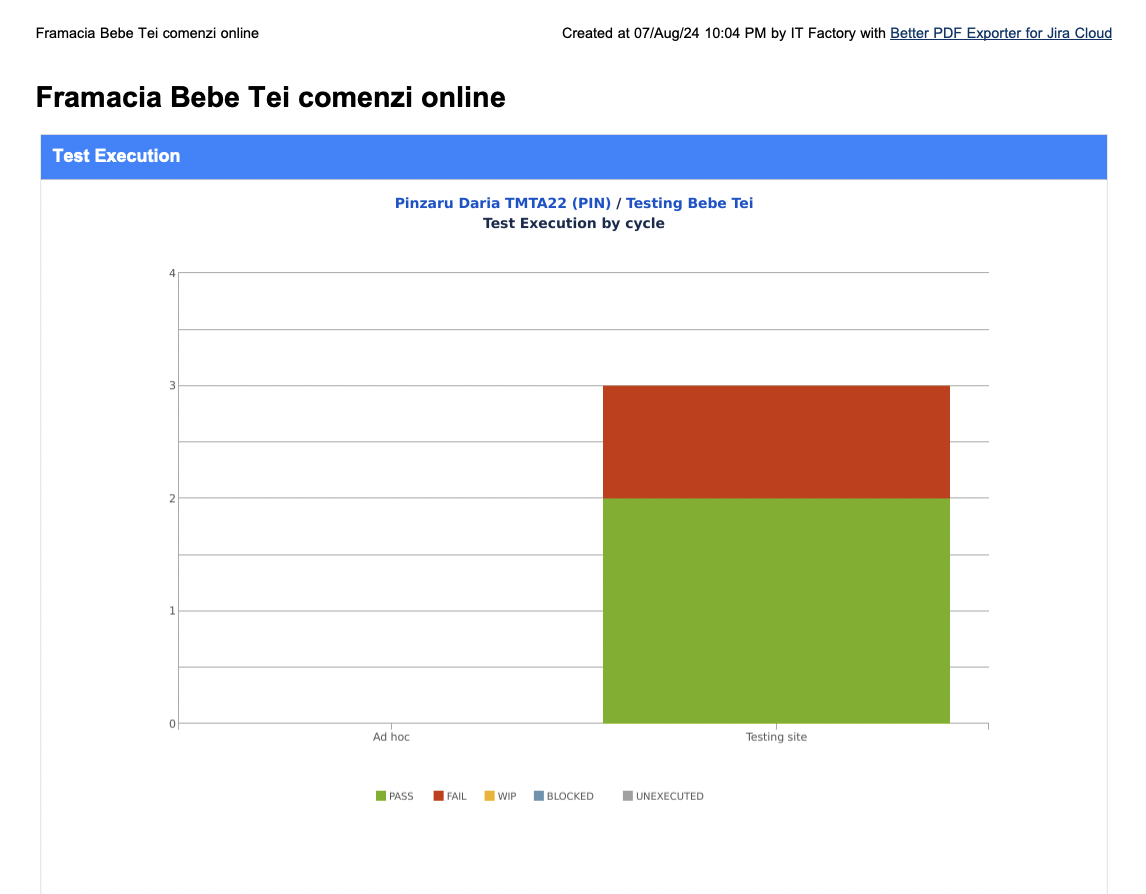 Framacia Bebe Tei comenzi online
Created at 07/Aug/24 10:04 PM by IT Factory with Better PDF Exporter for Jira Cloud
Framacia Bebe Tei comenzi online
Test Execution
Pinzaru Daria TMTA22 (PIN) / Testing Bebe Tei
Test Execution by cycle
4
3
2
1
0
Ad hoc
Testing site
PASS FAIL WIP BLOCKED UNEXECUTED